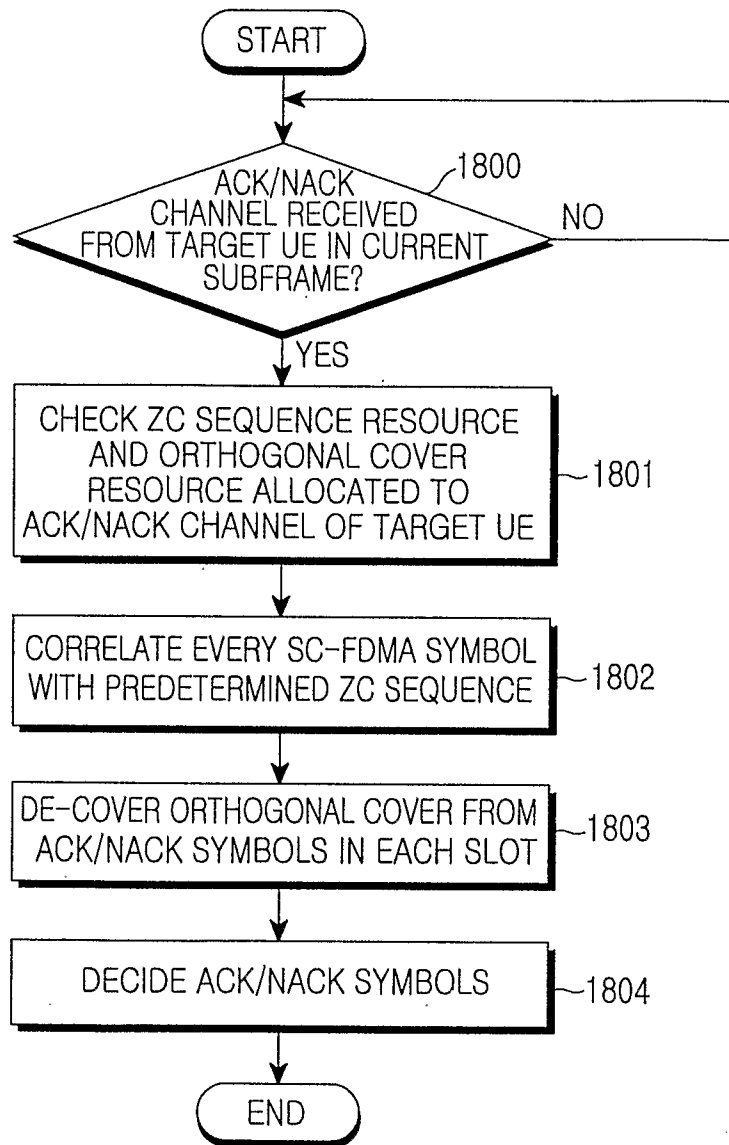 START
1800
ACK/NACK
CHANNEL RECEIVED
FROM TARGET UE IN CURRENT
SUBFRAME?
NO
YES
CHECK ZC SEQUENCE RESOURCE
AND ORTHOGONAL COVER
RESOURCE ALLOCATED TO
ACK/NACK CHANNEL OF TARGET UE
1801
CORRELATE EVERY SC-FDMA SYMBOL
WITH PREDETERMINED ZC SEQUENCE
1802
DE-COVER ORTHOGONAL COVER FROM
ACK/NACK SYMBOLS IN EACH SLOT
1803
DECIDE ACK/NACK SYMBOLS
1804
END